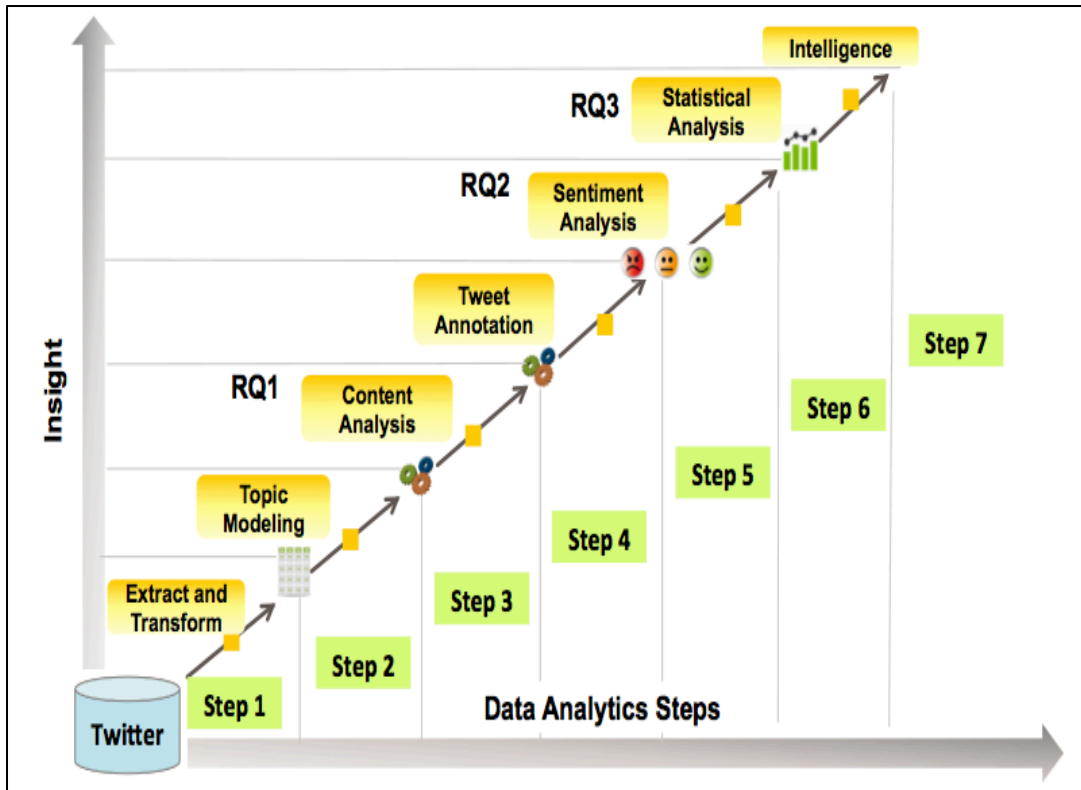 Intelligence
RQ3
Statistical
Analysis
RQ2
Sentiment
Analysis
Tweet
Annotation
RQ1
Content
Analysis
Topic
Modeling
Extract and
Transform
Insight
Twitter
Step 1
Step 2
Step 3
Step 4
Step 5
Step 6
Step 7
Data Analytics Steps